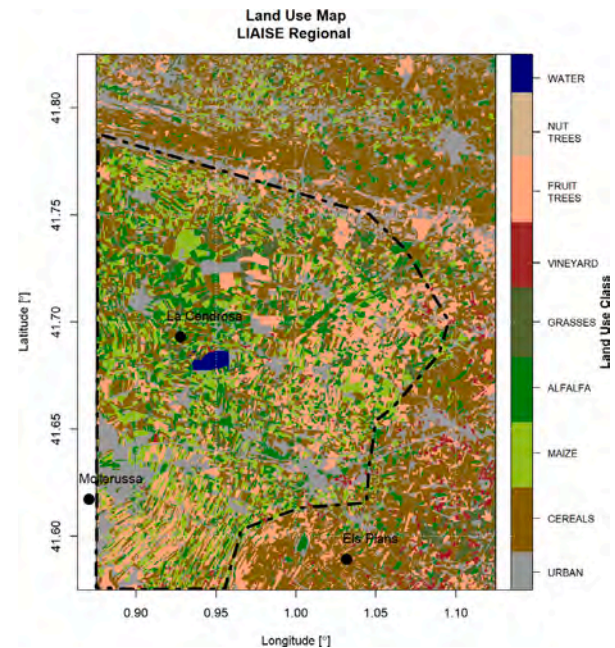 Land Use Map
LIAISE Regional
41.80
41.75
41.70
41.65
41.60
Latitude [°]
La Cendrosa
Mollerussa
Els Plans
0.90
0.95
1.00
1.05
1.10
Longitude [°]
WATER
NUT
TREES
FRUIT
TREES
VINEYARD
GRASSES
ALFALFA
MAIZE
CEREALS
URBAN
Land Use Class